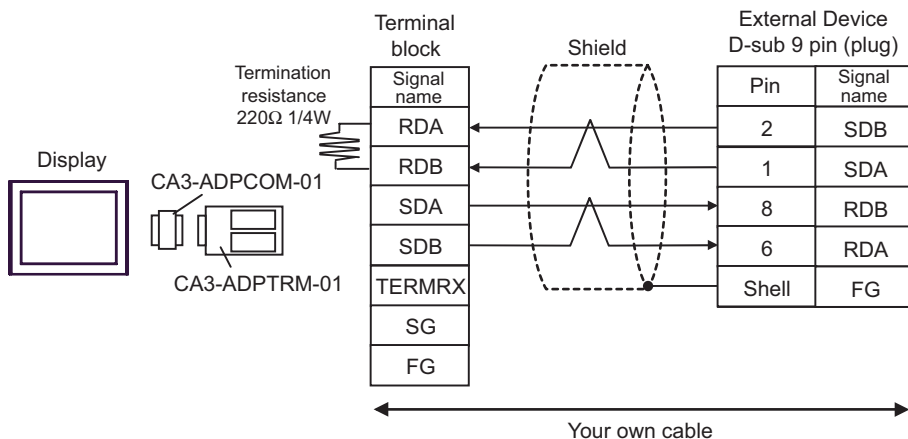 Terminal
block
Shield
External Device
D-sub 9 pin (plug)
Termination
resistance
220Ω 1/4W
Signal
name
Pin
Signal
name
RDA
2
SDB
RDB
1
SDA
Display
CA3-ADPCOM-01
SDA
8
RDB
SDB
6
RDA
CA3-ADPTRM-01
TERMRX
Shell
FG
SG
FG
Your own cable